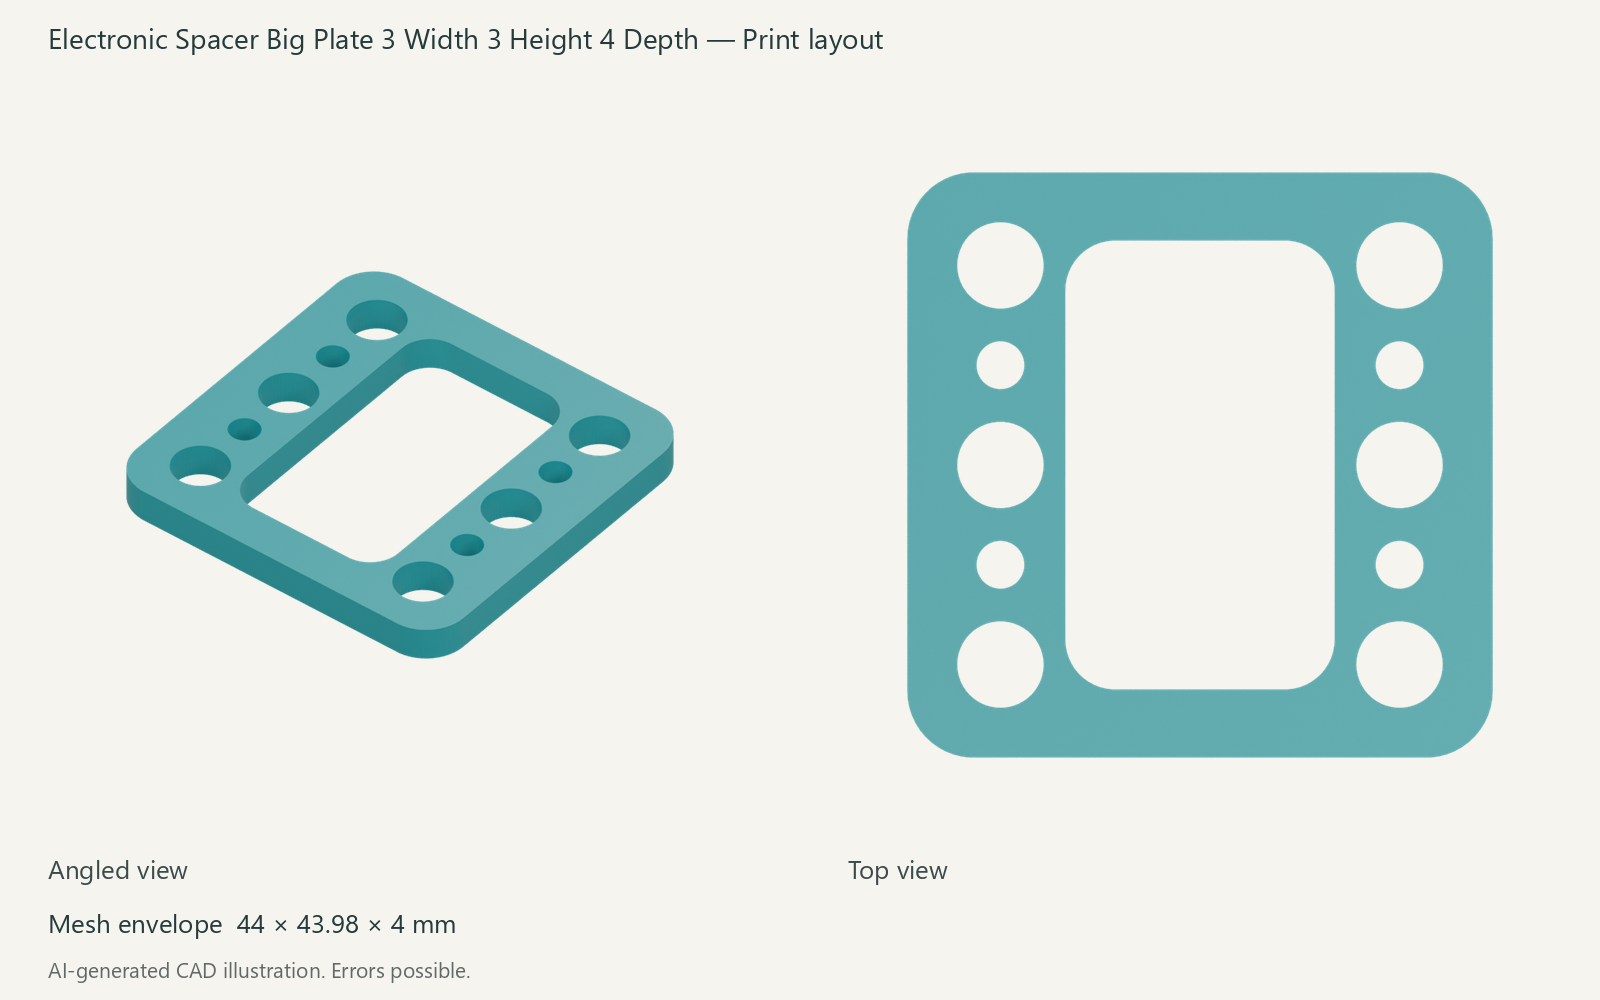 Electronic Spacer Big Plate 3 Width 3 Height 4 Depth — Print layout
Angled view
Top view
Mesh envelope  44 × 43.98 × 4 mm
AI-generated CAD illustration. Errors possible.